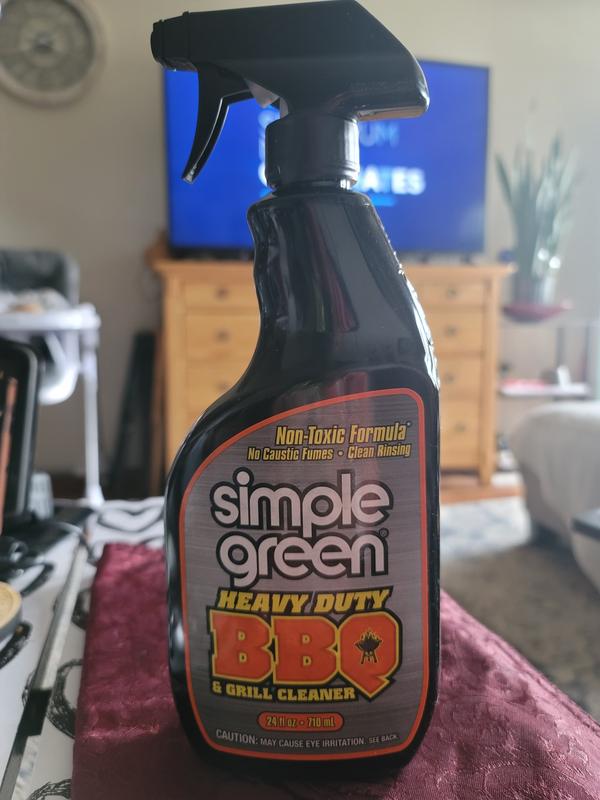 Non-Toxic Formula*
No Caustic Fumes • Clean Rinsing
simple
green®
HEAVY DUTY
BBQ
& GRILL CLEANER
24 fl oz • 710 mL
CAUTION: MAY CAUSE EYE IRRITATION. SEE BACK.